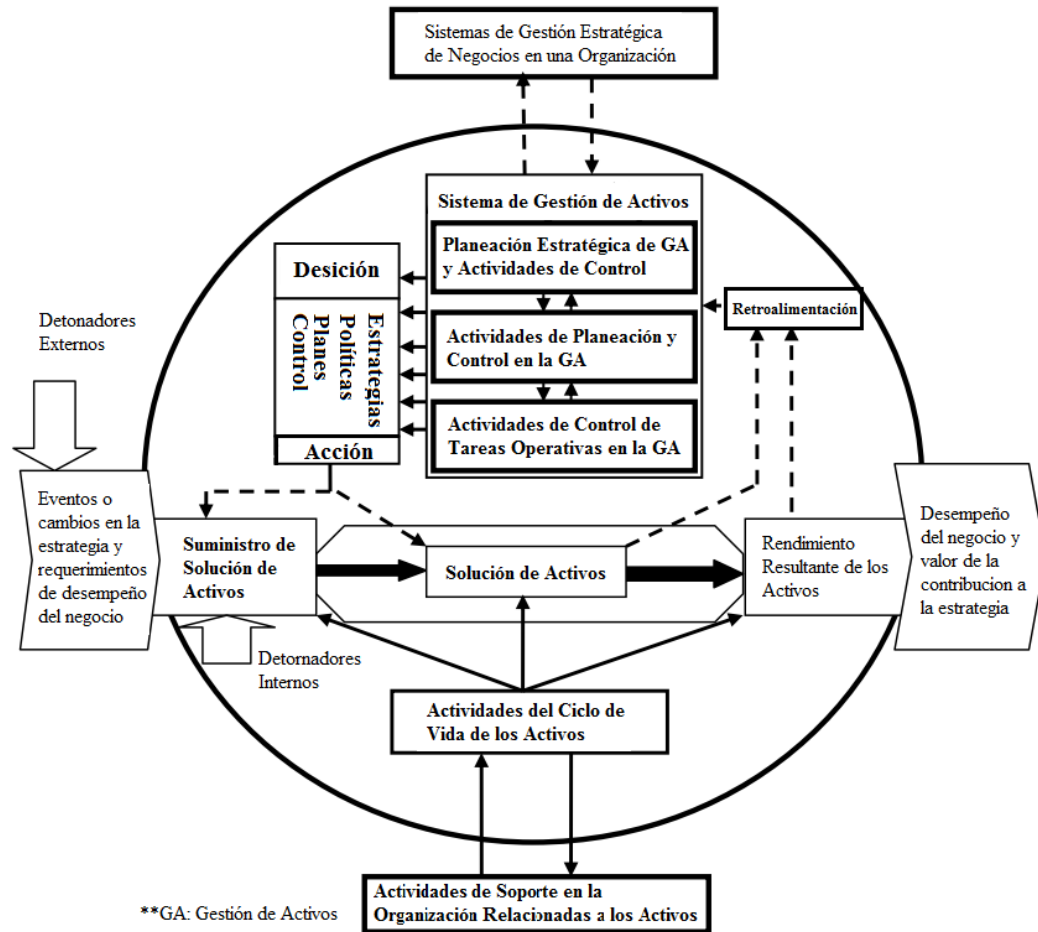 Sistemas de Gestión Estratégica
de Negocios en una Organización
Sistema de Gestión de Activos
Planeación Estratégica de GA
y Actividades de Control
Desición
Estrategias
Políticas
Planes
Control
Acción
Actividades de Planeación y
Control en la GA
Actividades de Control de
Tareas Operativas en la GA
Retroalimentación
Detonadores
Externos
Eventos o
cambios en la
estrategia y
requerimientos
de desempeño
del negocio
Suministro de
Solución de
Activos
Solución de Activos
Rendimiento
Resultante de los
Activos
Desempeño
del negocio y
valor de la
contribucion a
la estrategia
Detornadores
Internos
Actividades del Ciclo de
Vida de los Activos
Actividades de Soporte en la
Organización Relacionadas a los Activos
**GA: Gestión de Activos